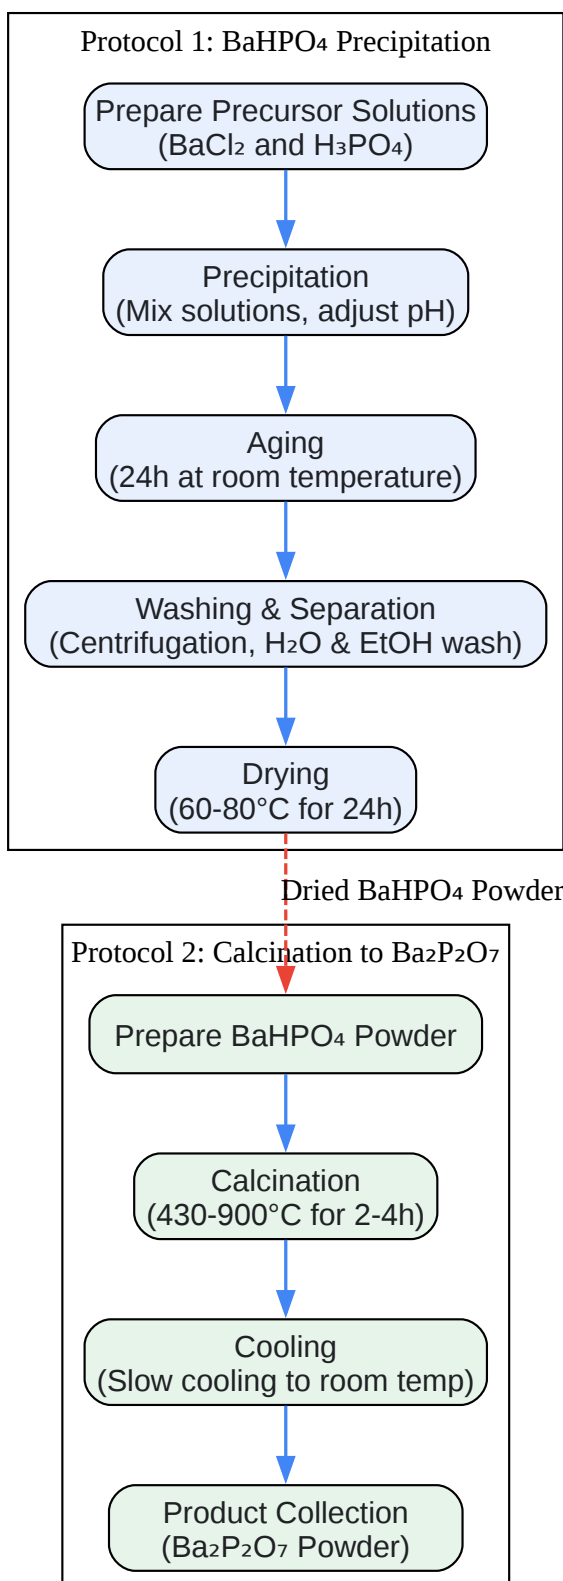 Protocol 1: BaHPO₄ Precipitation
Prepare Precursor Solutions
(BaCl₂ and H₃PO₄)
Precipitation
(Mix solutions, adjust pH)
Aging
(24h at room temperature)
Washing & Separation
(Centrifugation, H₂O & EtOH wash)
Drying
(60-80°C for 24h)
Dried BaHPO₄ Powder
Protocol 2: Calcination to Ba₂P₂O₇
Prepare BaHPO₄ Powder
Calcination
(430-900°C for 2-4h)
Cooling
(Slow cooling to room temp)
Product Collection
(Ba₂P₂O₇ Powder)